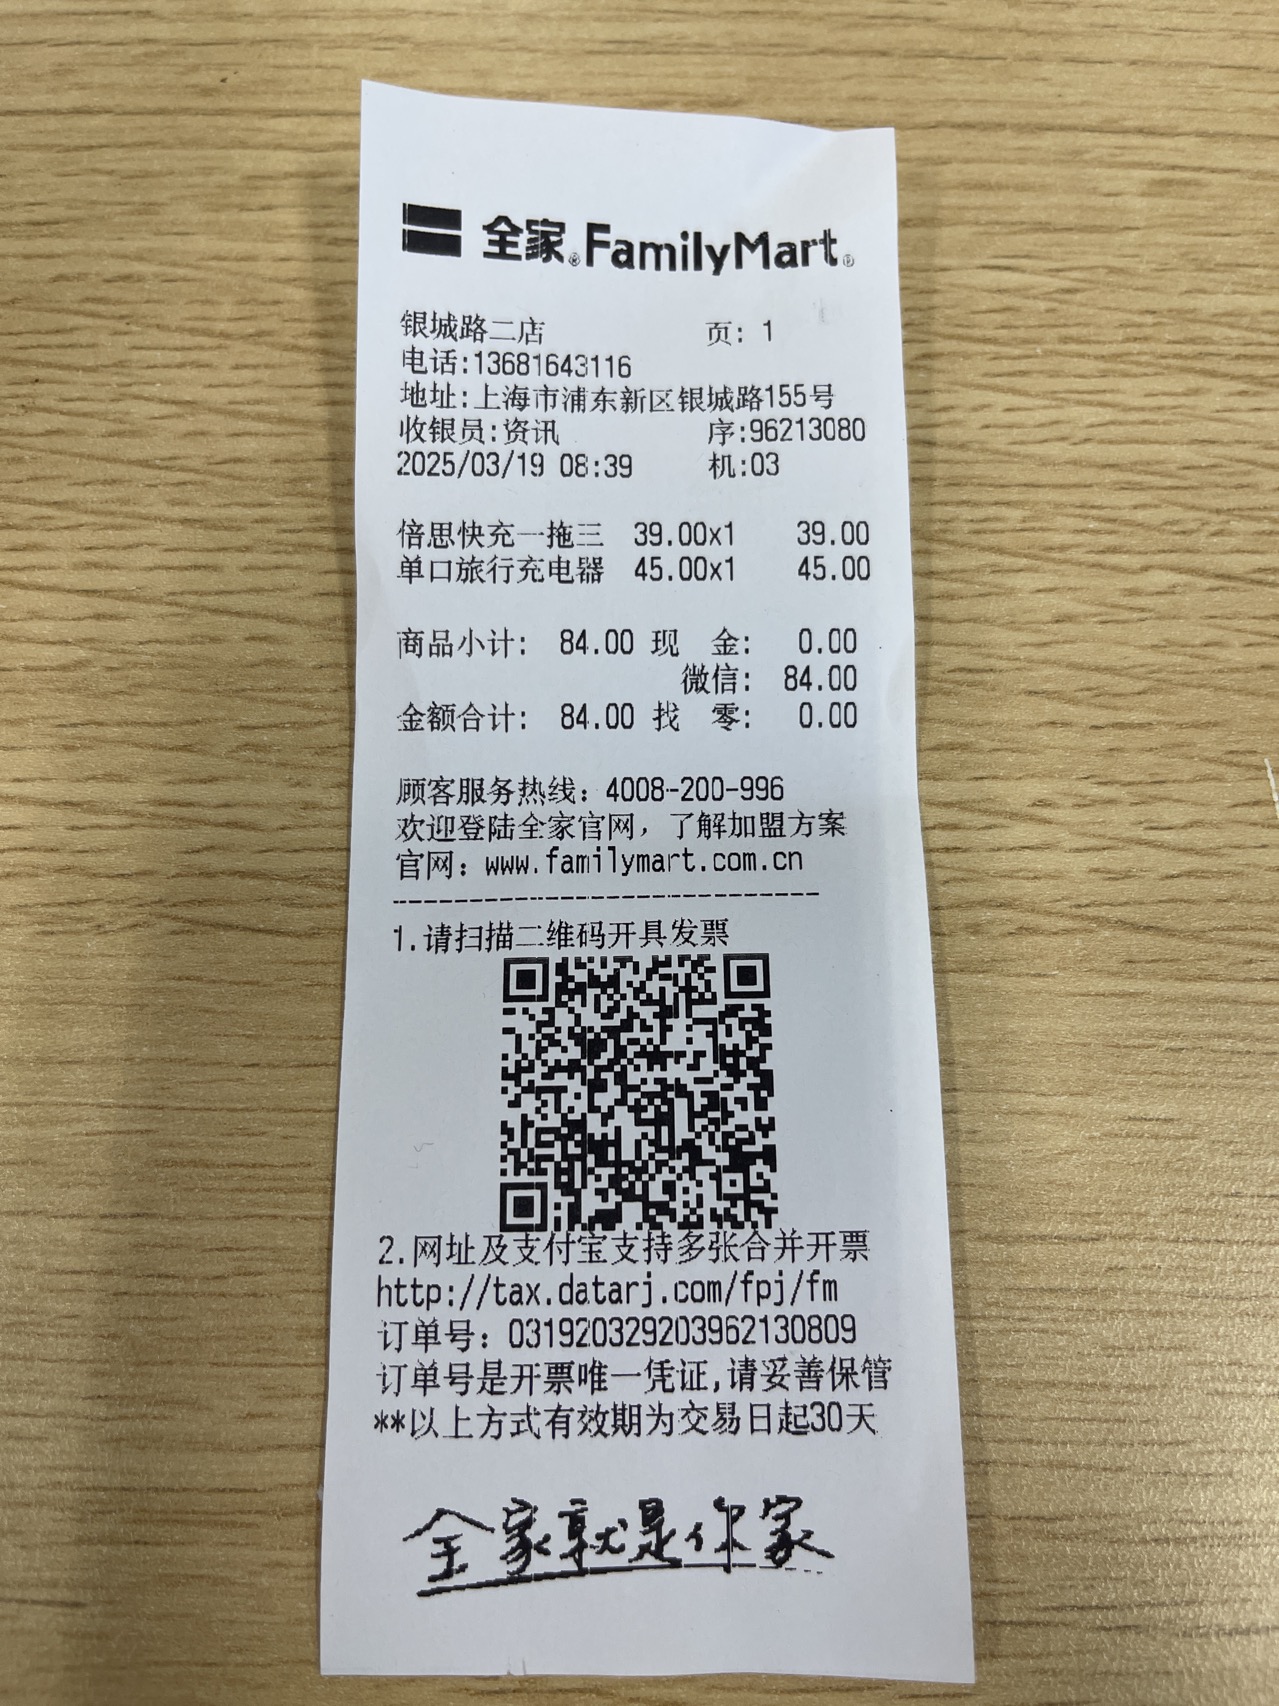 全家®FamilyMart®
银城路二店 页: 1
电话:13681643116
地址:上海市浦东新区银城路155号
收银员:资讯 序:96213080
2025/03/19 08:39 机:03
倍思快充一拖三 39.00x1 39.00
单口旅行充电器 45.00x1 45.00
商品小计: 84.00 现 金: 0.00
微信: 84.00
金额合计: 84.00 找 零: 0.00
顾客服务热线: 4008-200-996
欢迎登陆全家官网,了解加盟方案
官网: www.familymart.com.cn
1.请扫描二维码开具发票
2.网址及支付宝支持多张合并开票
http://tax.datarj.com/fpj/fm
订单号: 031920329203962130809
订单号是开票唯一凭证,请妥善保管
**以上方式有效期为交易日起30天
全家就是你家